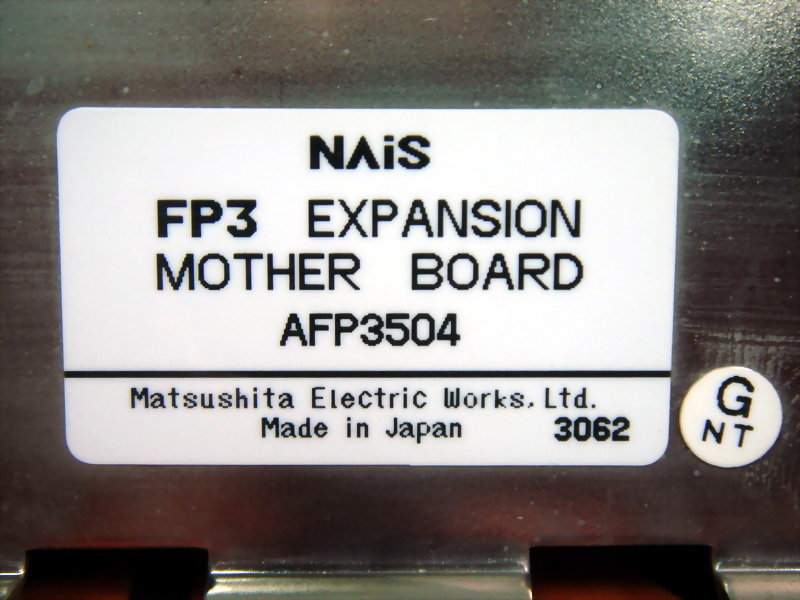 NAiS
FP3 EXPANSION
MOTHER BOARD
AFP3504
Matsushita Electric Works, Ltd.
Made in Japan 3062
G
NT